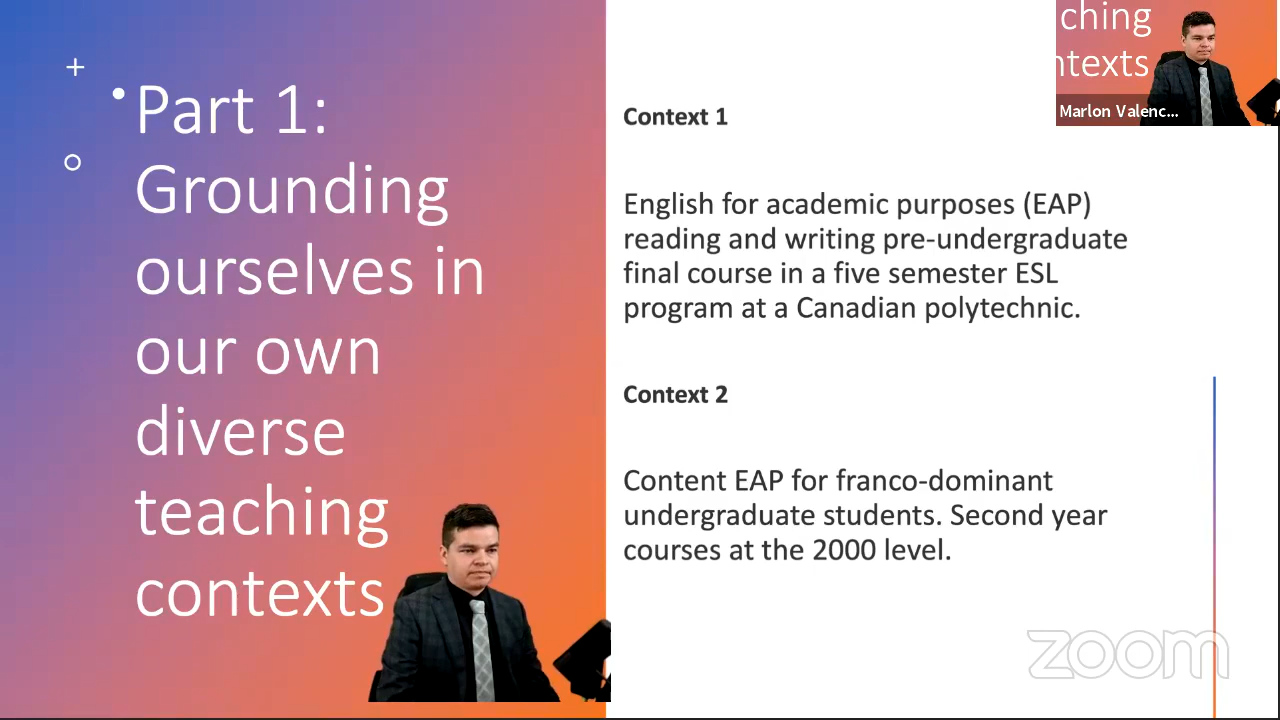 Part 1:
Grounding
ourselves in
our own
diverse
teaching
contexts
Context 1
English for academic purposes (EAP)
reading and writing pre-undergraduate
final course in a five semester ESL
program at a Canadian polytechnic.
Context 2
Content EAP for franco-dominant
undergraduate students. Second year
courses at the 2000 level.
ching
ntexts
Marlon Valenc...
zoom